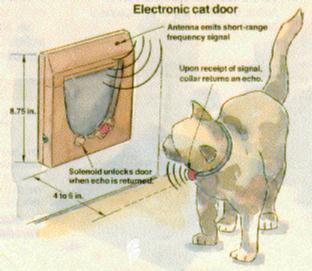 Electronic cat door
Antenna emits short-range
frequency signal
Upon receipt of signal,
collar returns an echo.
8.75 in.
Solenoid unlocks door
when echo is returned.
4 to 6 in.